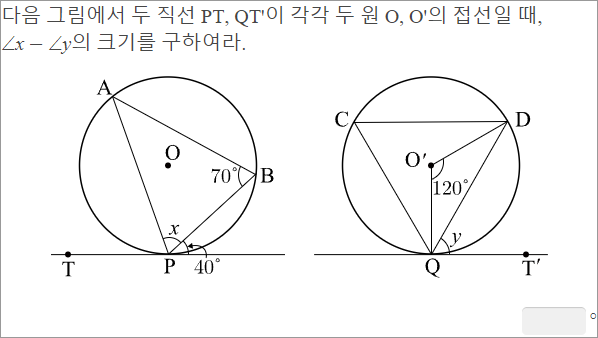 다음 그림에서 두 직선 PT, QT′이 각각 두 원 O, O′의 접선일 때,
∠x − ∠y의 크기를 구하여라.
A
O
70°
B
x
T
P
40°
C
D
O′
120°
y
Q
T′
°